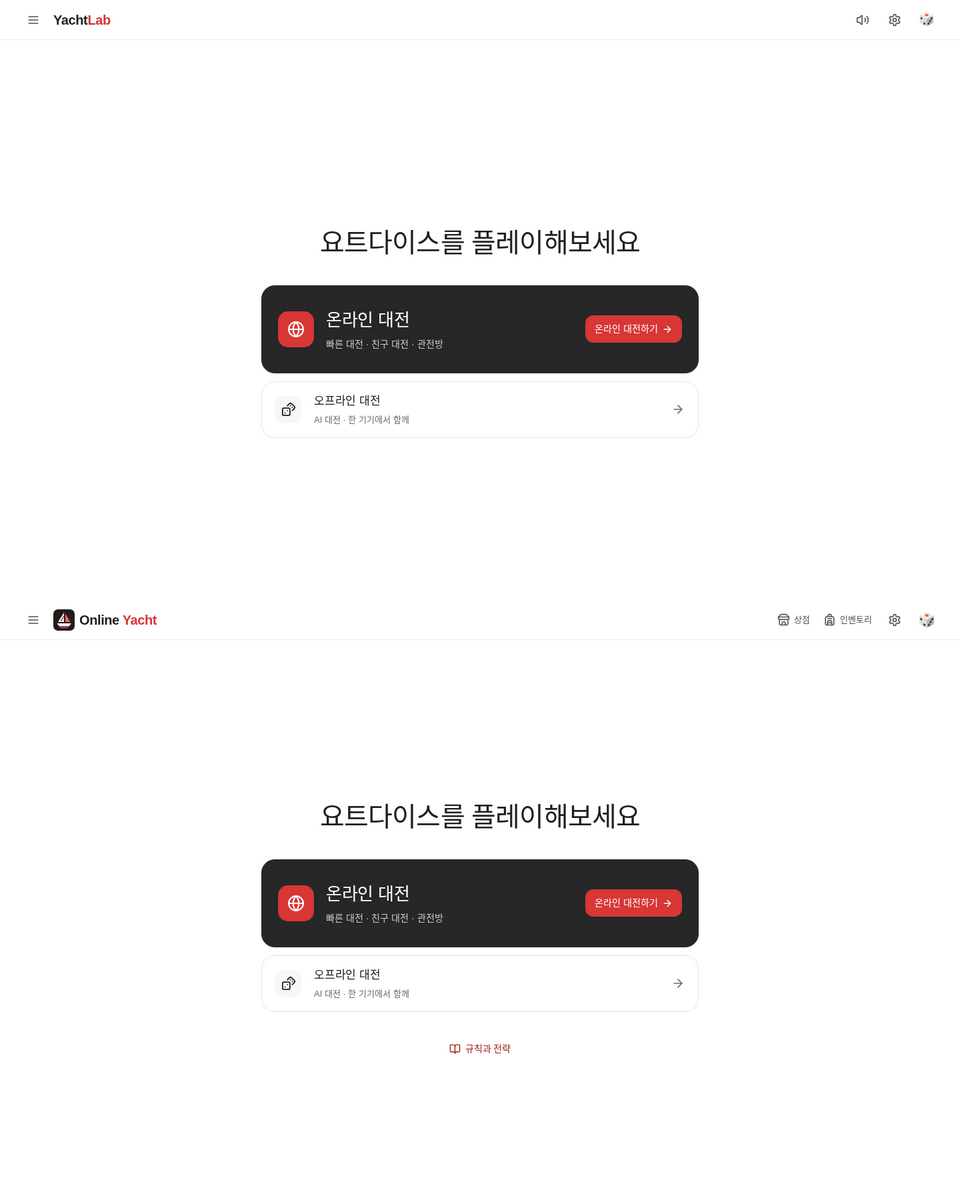 YachtLab
요트다이스를 플레이해보세요
온라인 대전
빠른 대전 · 친구 대전 · 관전방
온라인 대전하기
오프라인 대전
AI 대전 · 한 기기에서 함께
Online Yacht
상점
인벤토리
요트다이스를 플레이해보세요
온라인 대전
빠른 대전 · 친구 대전 · 관전방
온라인 대전하기
오프라인 대전
AI 대전 · 한 기기에서 함께
규칙과 전략